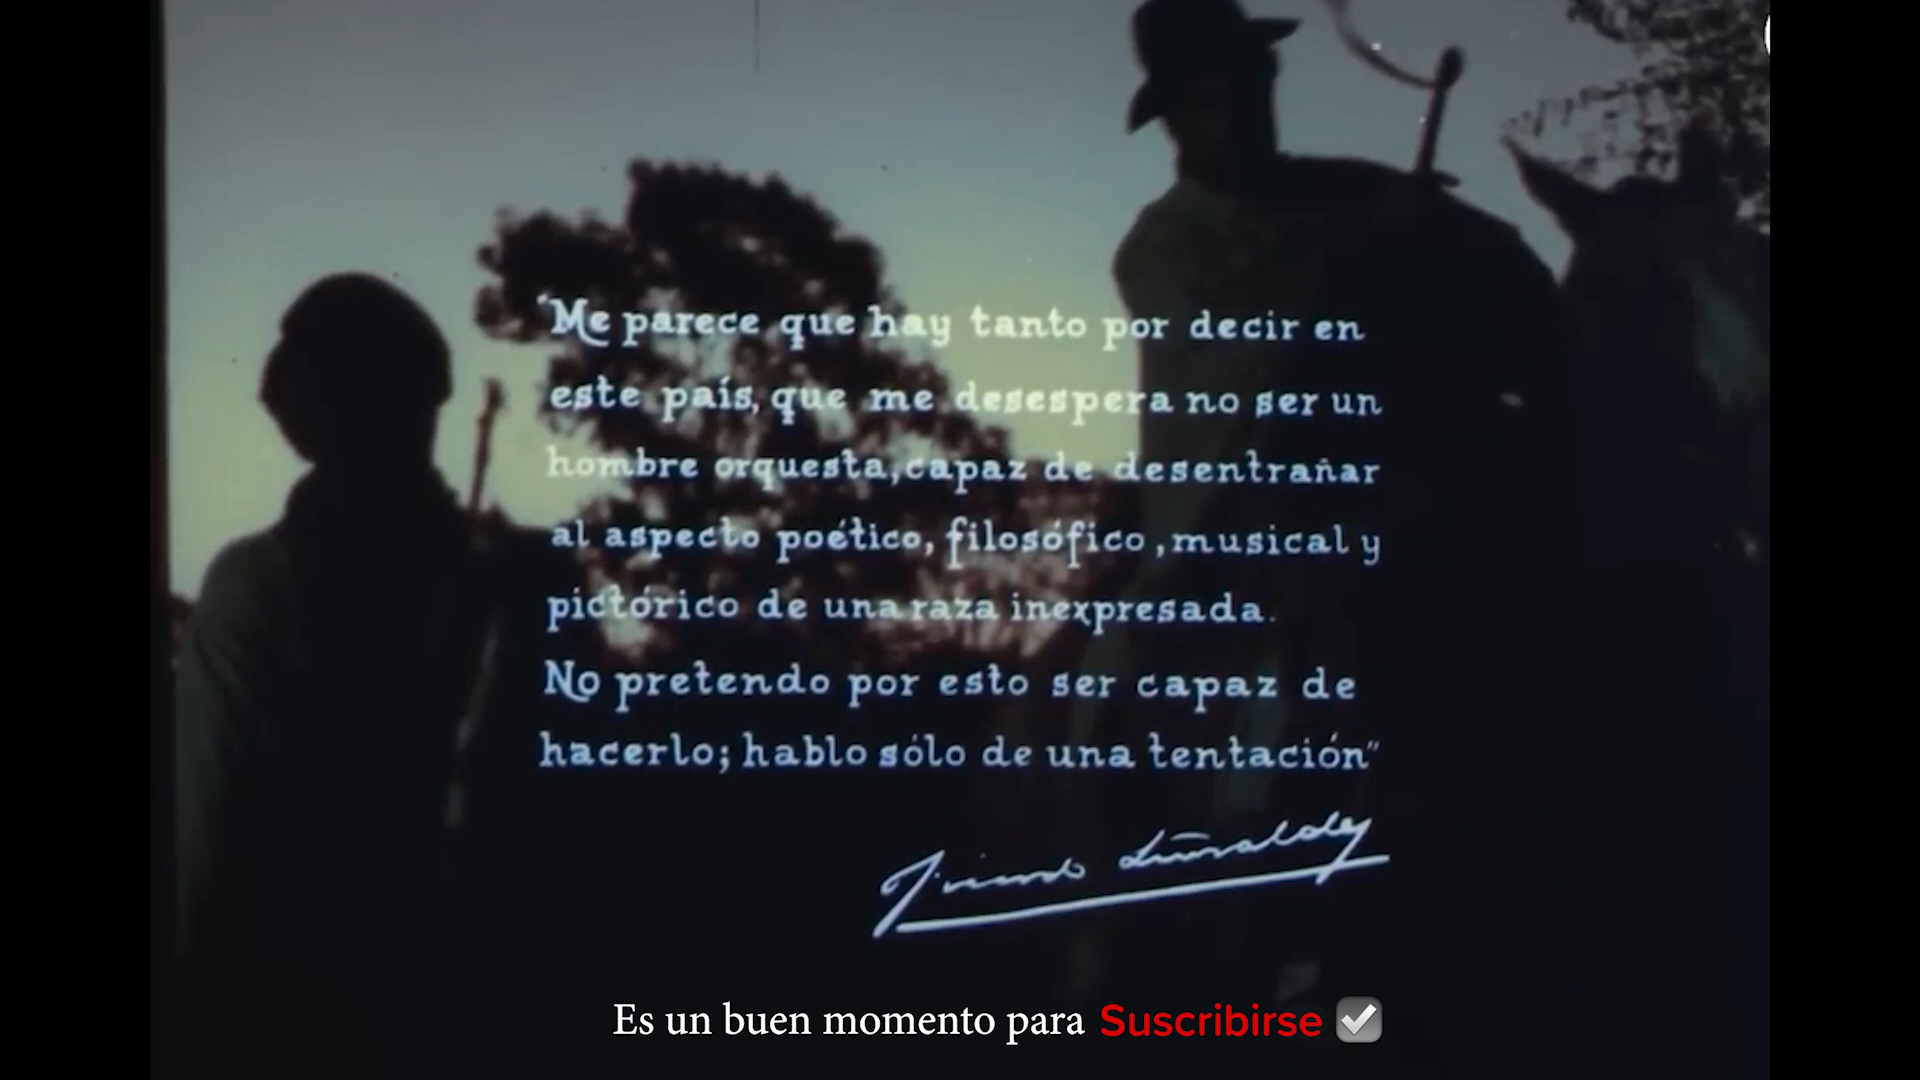 "Me parece que hay tanto por decir en
este país, que me desespera no ser un
hombre orquesta, capaz de desentrañar
al aspecto poético, filosófico, musical y
pictórico de una raza inexpresada.
No pretendo por esto ser capaz de
hacerlo; hablo sólo de una tentación"
Es un buen momento para Suscribirse